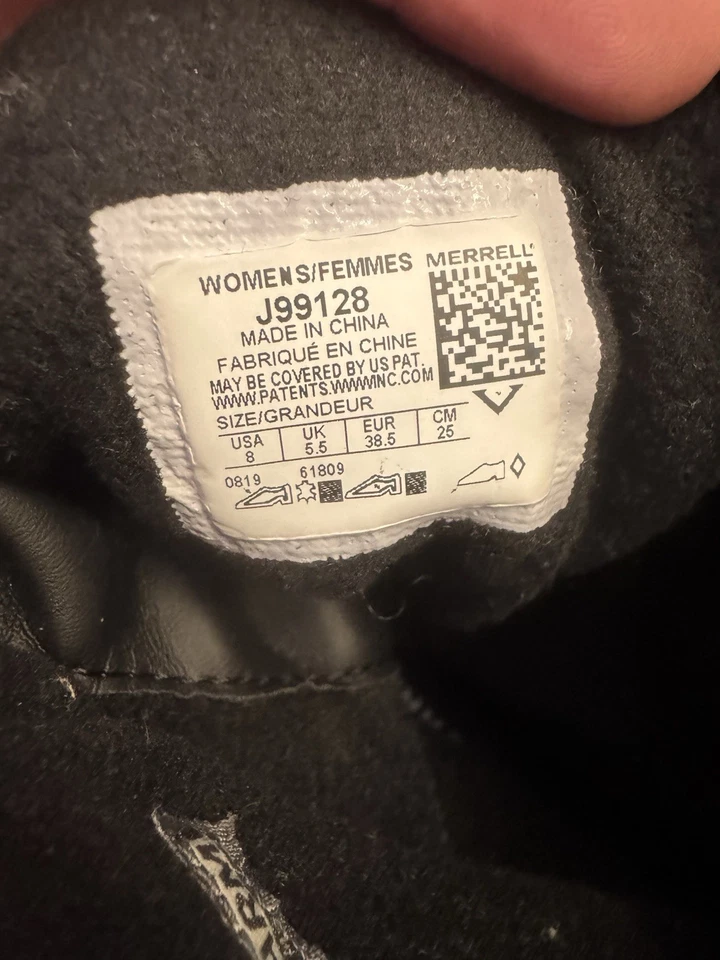 WOMENS/FEMMES
MERRELL
J99128
MADE IN CHINA
FABRIQUÉ EN CHINE
MAY BE COVERED BY US PAT.
WWW.PATENTS.WWWINC.COM
SIZE/GRANDEUR
USA UK EUR CM
8 5.5 38.5 25
0819 61809